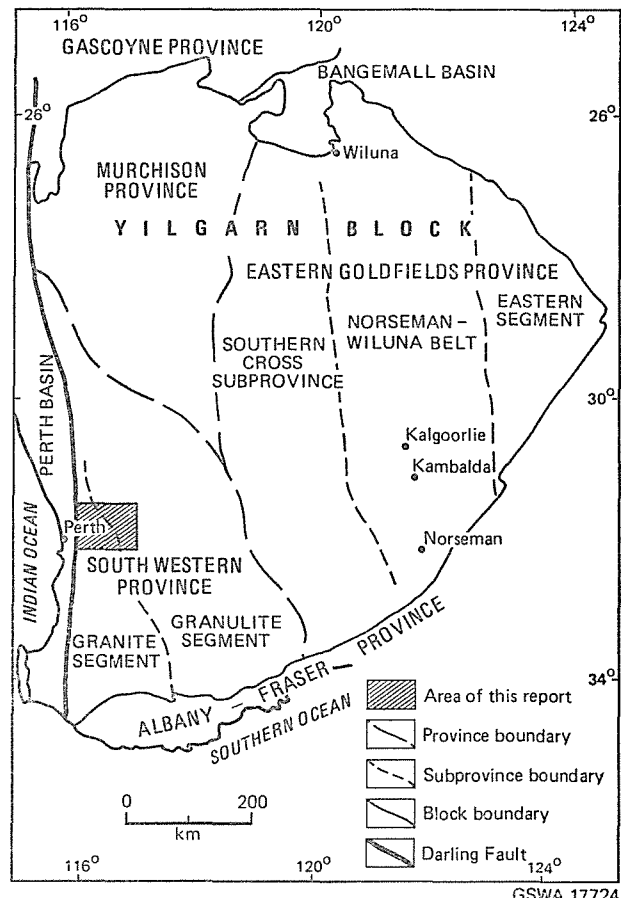 116° 120° 124°
GASCOYNE PROVINCE
BANGEMALL BASIN
26° 26°
Wiluna
MURCHISON
PROVINCE
YILGARN BLOCK
EASTERN GOLDFIELDS PROVINCE
EASTERN
SEGMENT
NORSEMAN –
WILUNA BELT
SOUTHERN
CROSS
SUBPROVINCE
PERTH BASIN
30°
Kalgoorlie
Kambalda
INDIAN OCEAN
Perth
Norseman
SOUTH WESTERN
PROVINCE
GRANULITE
SEGMENT
GRANITE
SEGMENT
ALBANY – FRASER – PROVINCE
SOUTHERN OCEAN
34°
Area of this report
Province boundary
Subprovince boundary
Block boundary
Darling Fault
0 200
km
116° 120° 124°
GSWA 17724